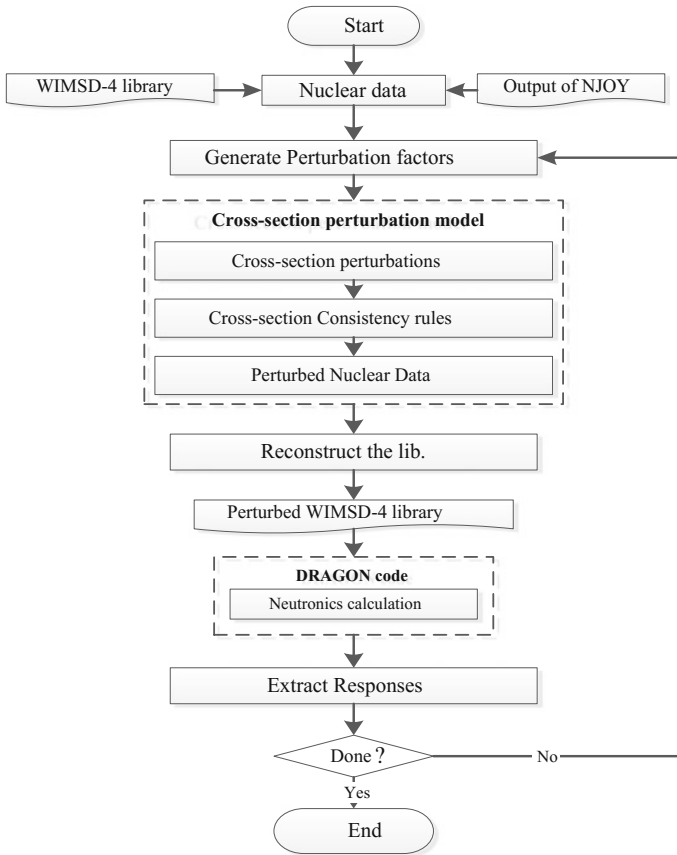 Start
WIMSD-4 library
Nuclear data
Output of NJOY
Generate Perturbation factors
Cross-section perturbation model
Cross-section perturbations
Cross-section Consistency rules
Perturbed Nuclear Data
Reconstruct the lib.
Perturbed WIMSD-4 library
DRAGON code
Neutronics calculation
Extract Responses
Done?
No
Yes
End